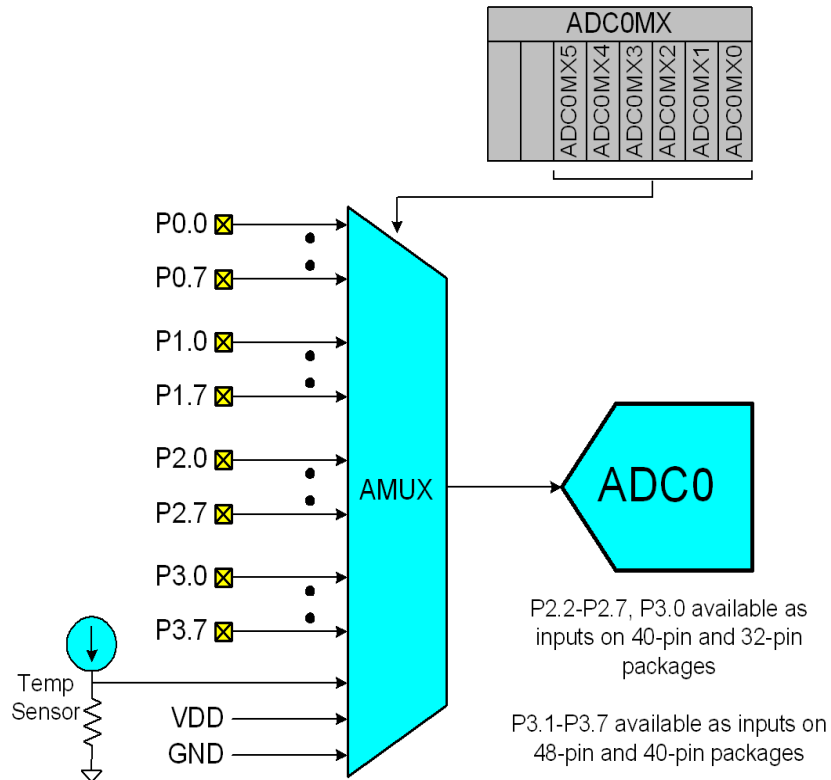 ADC0MX
ADC0MX5
ADC0MX4
ADC0MX3
ADC0MX2
ADC0MX1
ADC0MX0
P0.0
P0.7
P1.0
P1.7
P2.0
P2.7
P3.0
P3.7
Temp
Sensor
VDD
GND
AMUX
ADC0
P2.2-P2.7, P3.0 available as
inputs on 40-pin and 32-pin
packages
P3.1-P3.7 available as inputs on
48-pin and 40-pin packages